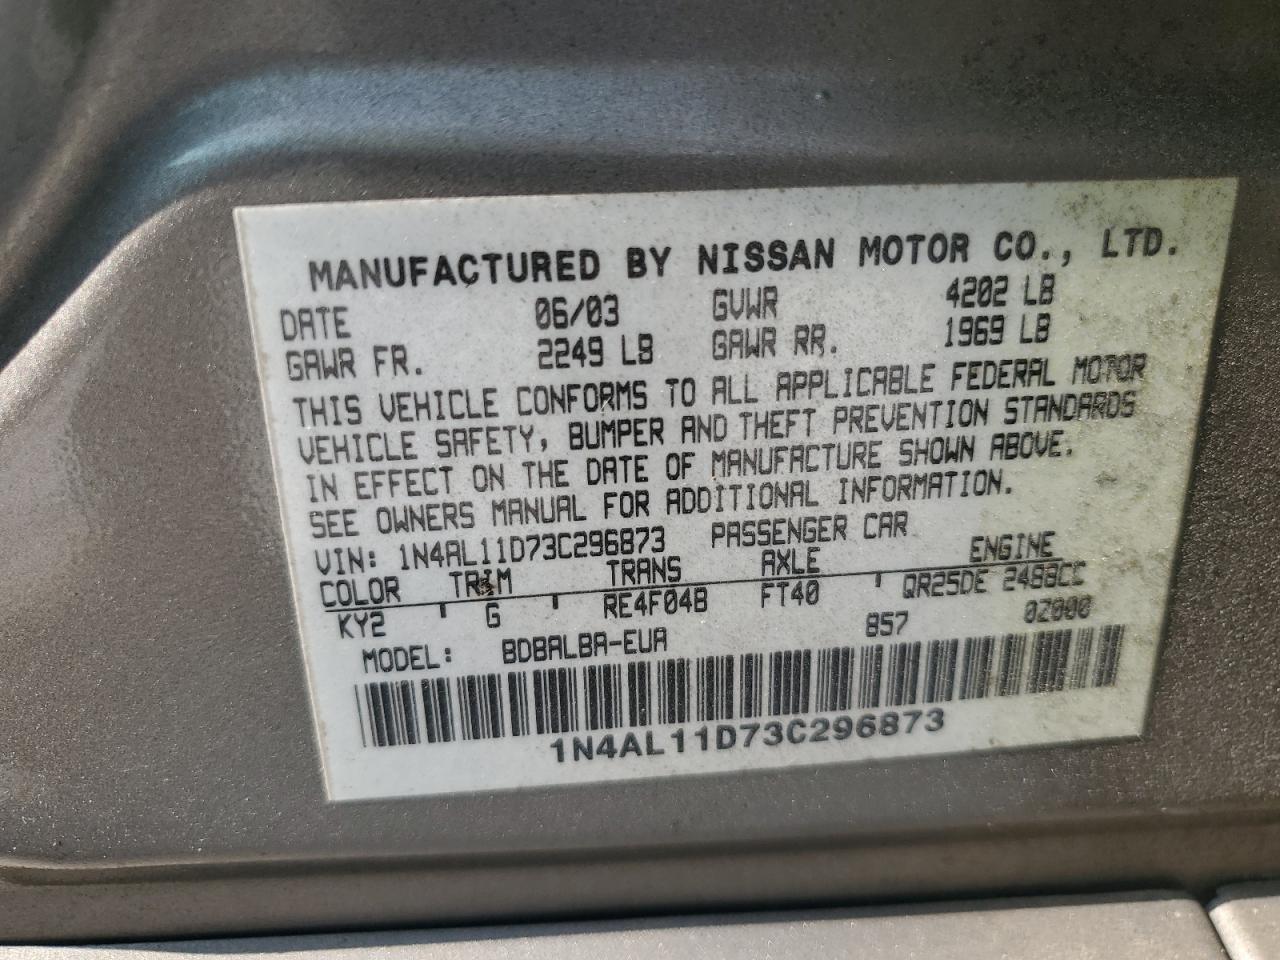 MANUFACTURED BY NISSAN MOTOR CO., LTD.
DATE 06/03 GVWR 4202 LB
GAWR FR. 2249 LB GAWR RR. 1969 LB
THIS VEHICLE CONFORMS TO ALL APPLICABLE FEDERAL MOTOR
VEHICLE SAFETY, BUMPER AND THEFT PREVENTION STANDARDS
IN EFFECT ON THE DATE OF MANUFACTURE SHOWN ABOVE.
SEE OWNERS MANUAL FOR ADDITIONAL INFORMATION.
VIN: 1N4AL11D73C296873 PASSENGER CAR
COLOR TRIM TRANS AXLE ENGINE
KY2 G RE4F04B FT40 QR25DE 2488CC
MODEL: BDBALBA-EUA 857
1N4AL11D73C296873